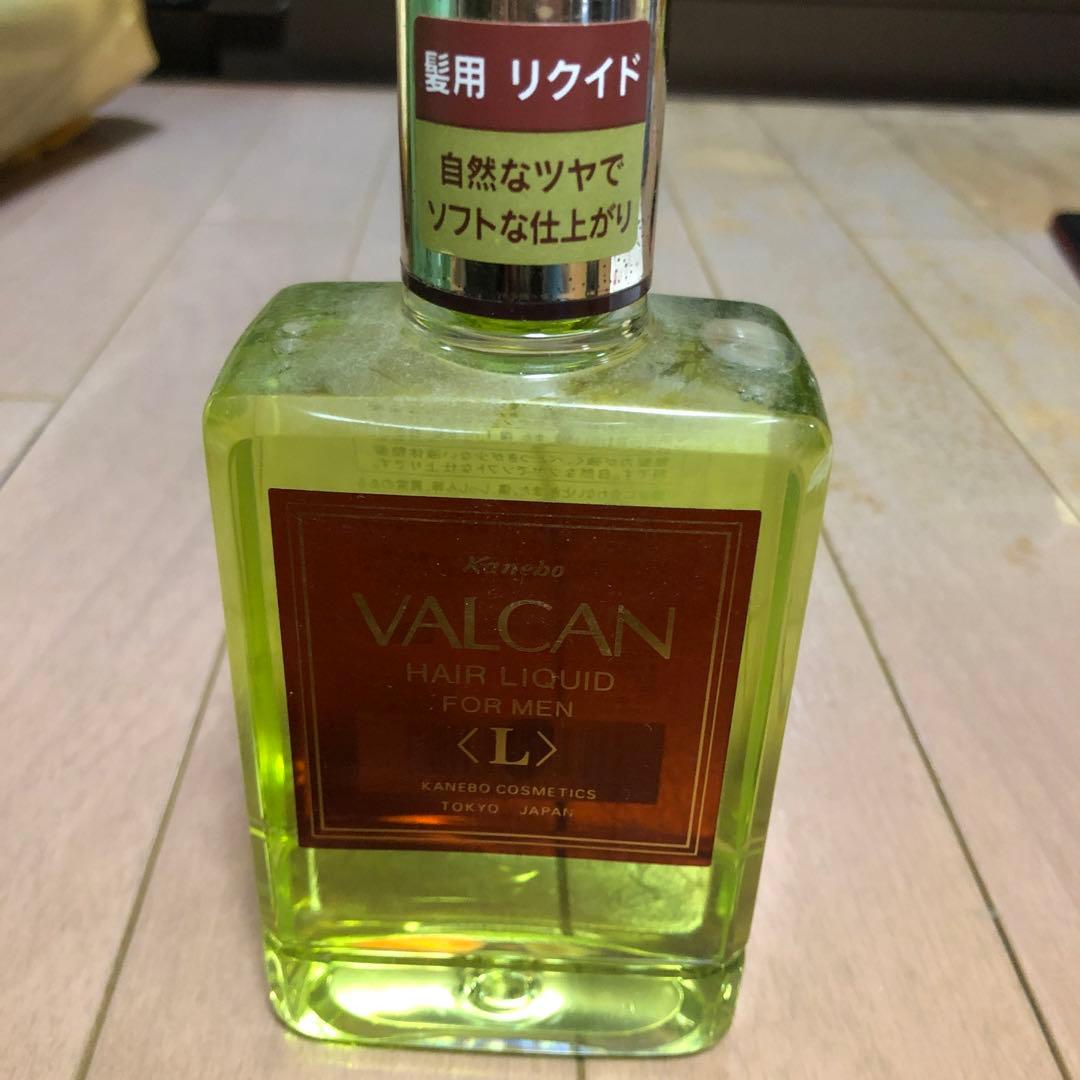 髪用 リクイド
自然なツヤで
ソフトな仕上がり
Kanebo
VALCAN
HAIR LIQUID
FOR MEN
〈L〉
KANEBO COSMETICS
TOKYO JAPAN